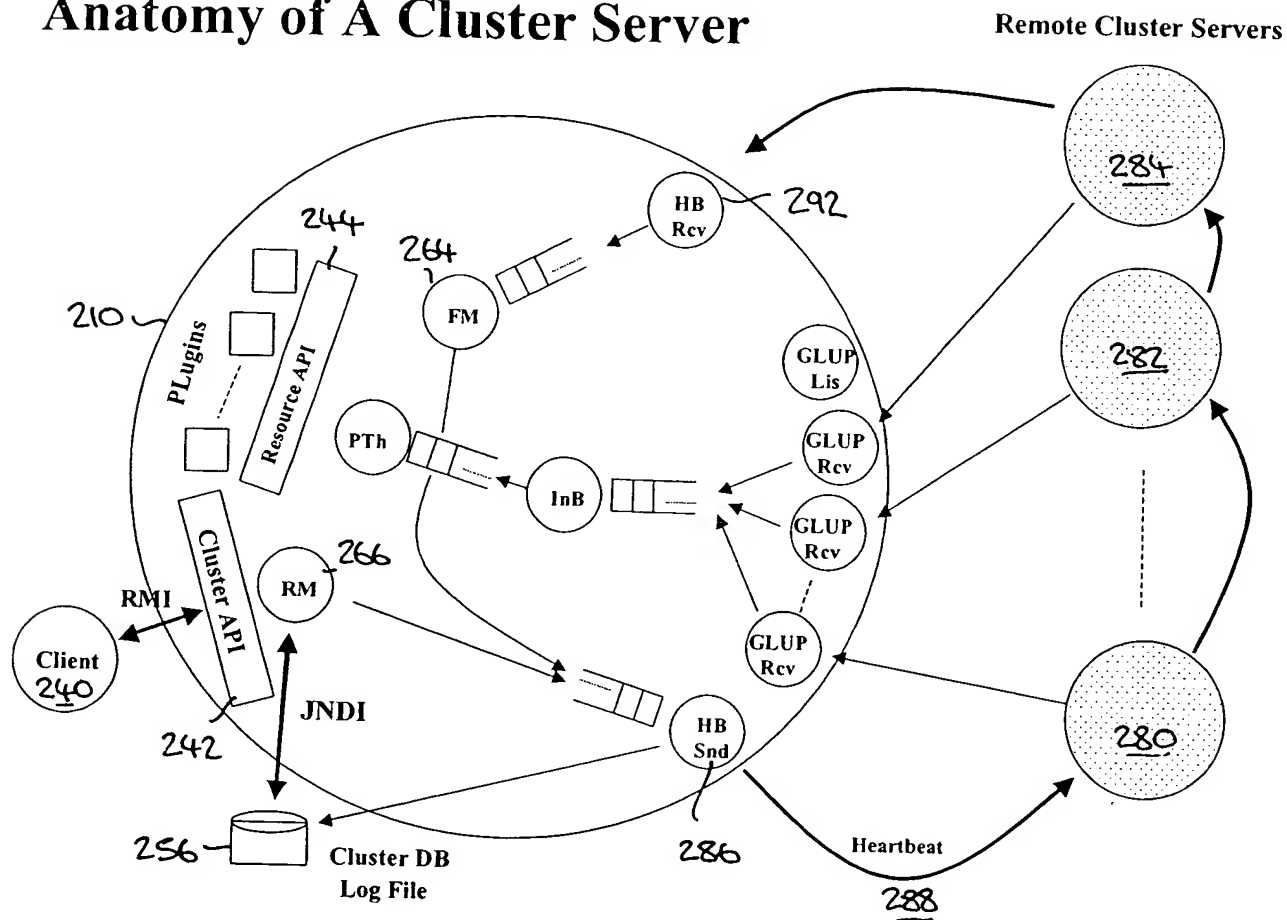 Anatomy of A Cluster Server
Remote Cluster Servers
284
HB
Rcv
292
244
264
FM
210
PLugins
Resource API
282
GLUP
Lis
PTh
GLUP
Rcv
InB
GLUP
Rcv
Cluster API
RM
266
RMI
Client
240
GLUP
Rcv
242
JNDI
HB
Snd
280
256
Cluster DB
Log File
286
Heartbeat
288